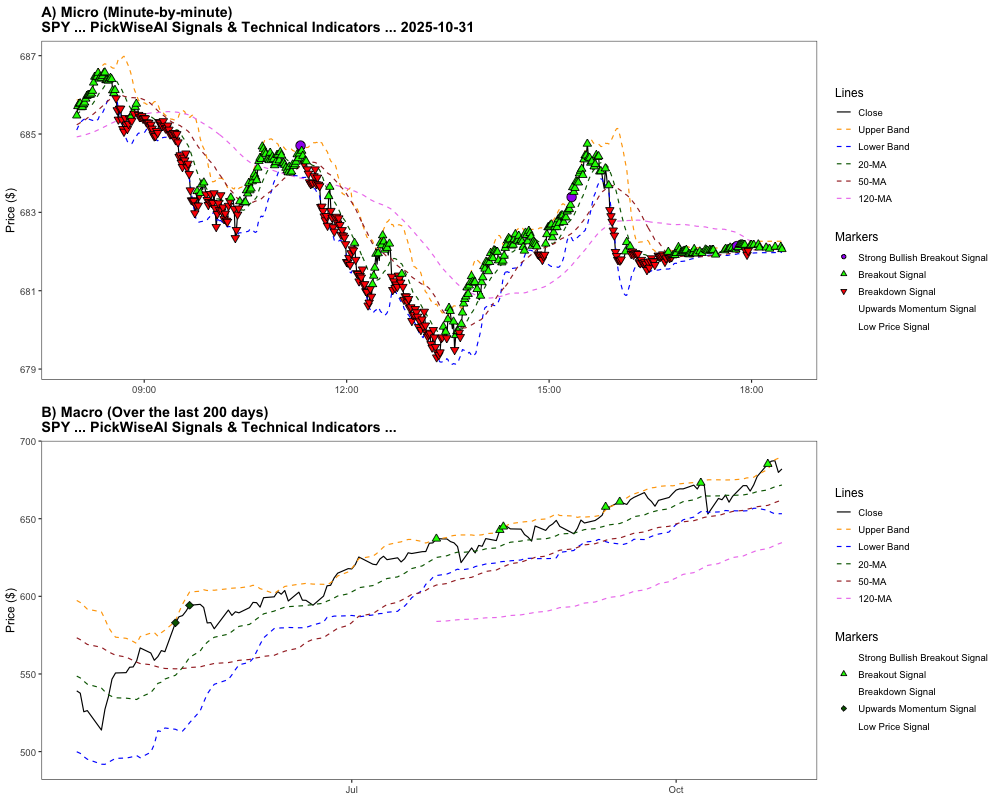 A) Micro (Minute-by-minute)
SPY ... PickWiseAI Signals & Technical Indicators ... 2025-10-31
Price ($)
687
685
683
681
679
09:00
12:00
15:00
18:00
Lines
Close
Upper Band
Lower Band
20-MA
50-MA
120-MA
Markers
Strong Bullish Breakout Signal
Breakout Signal
Breakdown Signal
Upwards Momentum Signal
Low Price Signal
B) Macro (Over the last 200 days)
SPY ... PickWiseAI Signals & Technical Indicators ...
Price ($)
700
650
600
550
500
Jul
Oct
Lines
Close
Upper Band
Lower Band
20-MA
50-MA
120-MA
Markers
Strong Bullish Breakout Signal
Breakout Signal
Breakdown Signal
Upwards Momentum Signal
Low Price Signal